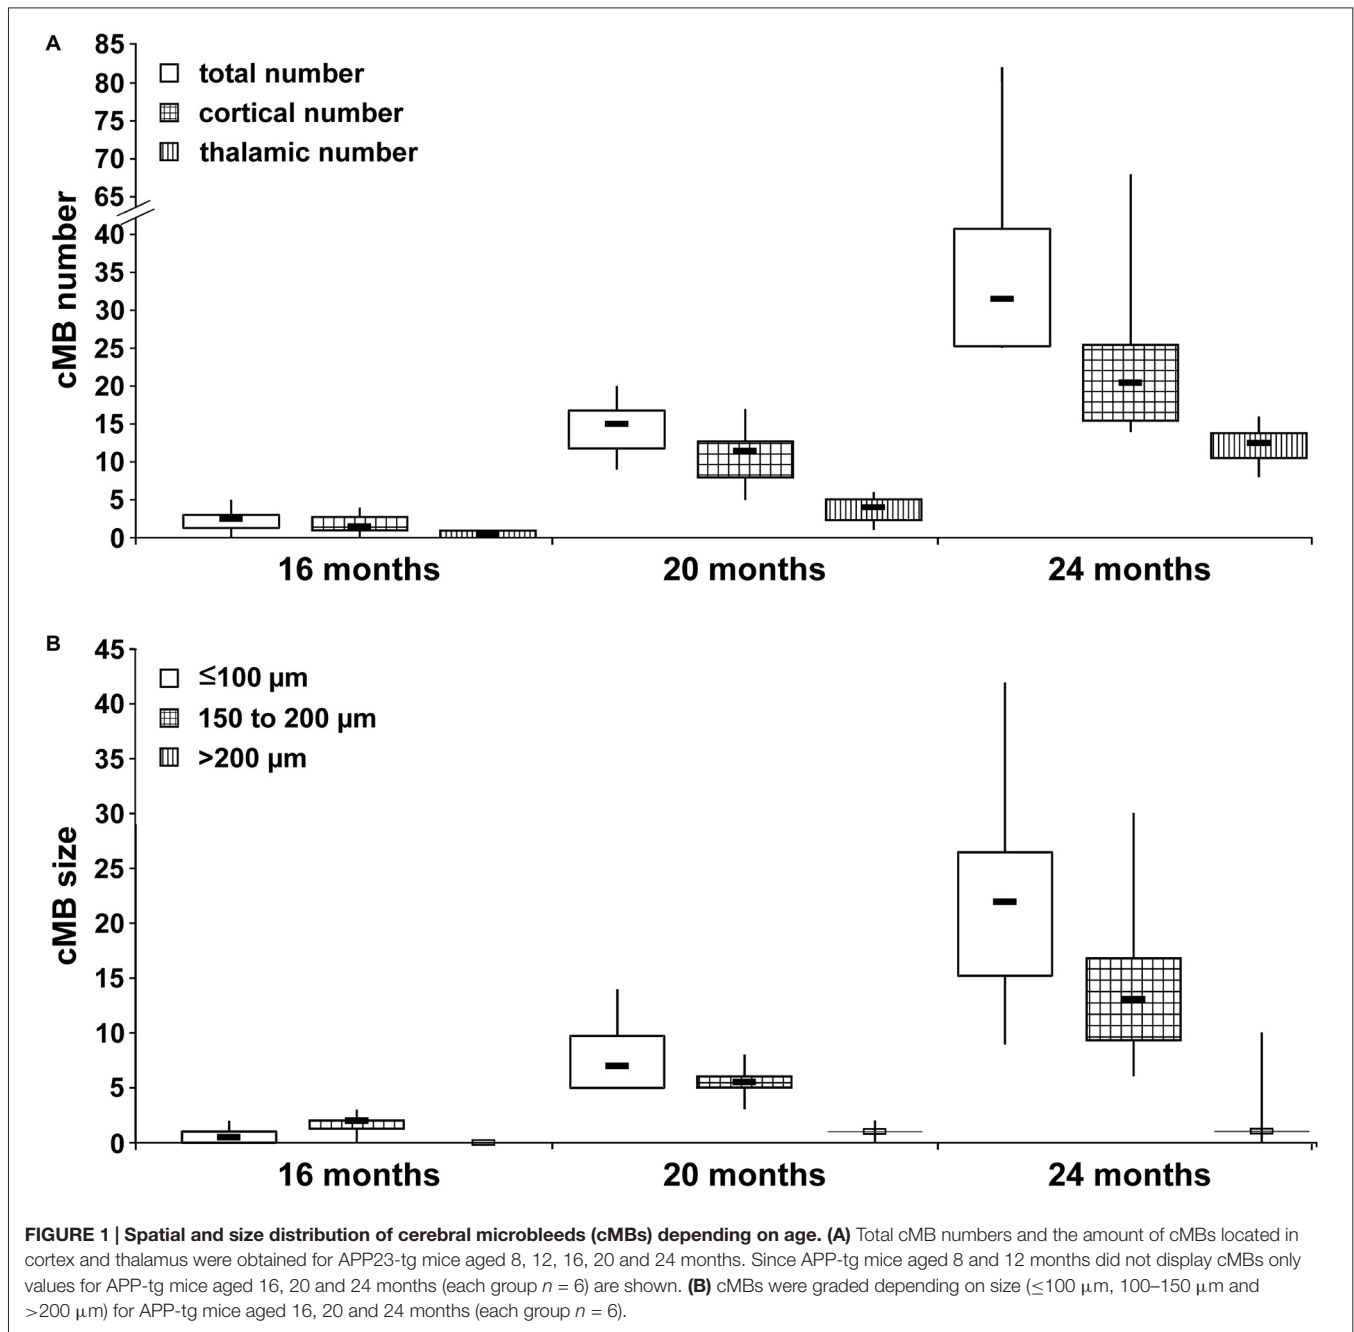 A
85
80
75
70
65
40
35
30
25
20
15
10
5
0
cMB number
total number
cortical number
thalamic number
16 months 20 months 24 months
B
45
40
35
30
25
20
15
10
5
0
cMB size
≤100 µm
150 to 200 µm
>200 µm
16 months 20 months 24 months
FIGURE 1 | Spatial and size distribution of cerebral microbleeds (cMBs) depending on age. (A) Total cMB numbers and the amount of cMBs located in
cortex and thalamus were obtained for APP23-tg mice aged 8, 12, 16, 20 and 24 months. Since APP-tg mice aged 8 and 12 months did not display cMBs only
values for APP-tg mice aged 16, 20 and 24 months (each group n = 6) are shown. (B) cMBs were graded depending on size (≤100 µm, 100–150 µm and
>200 µm) for APP-tg mice aged 16, 20 and 24 months (each group n = 6).